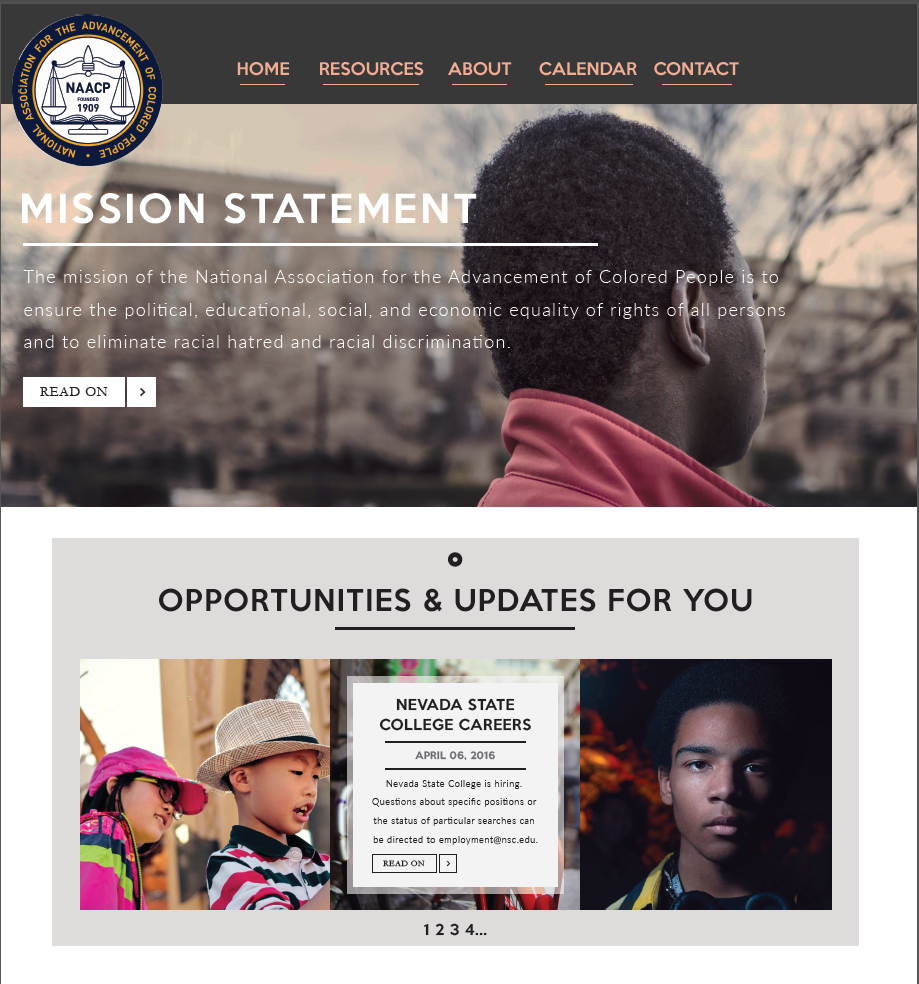 NATIONAL ASSOCIATION FOR THE ADVANCEMENT OF COLORED PEOPLE •
NAACP
FOUNDED
1909
HOME RESOURCES ABOUT CALENDAR CONTACT
MISSION STATEMENT
The mission of the National Association for the Advancement of Colored People is to
ensure the political, educational, social, and economic equality of rights of all persons
and to eliminate racial hatred and racial discrimination.
READ ON >
OPPORTUNITIES & UPDATES FOR YOU
NEVADA STATE
COLLEGE CAREERS
APRIL 06, 2016
Nevada State College is hiring.
Questions about specific positions or
the status of particular searches can
be directed to employment@nsc.edu.
READ ON >
1 2 3 4...